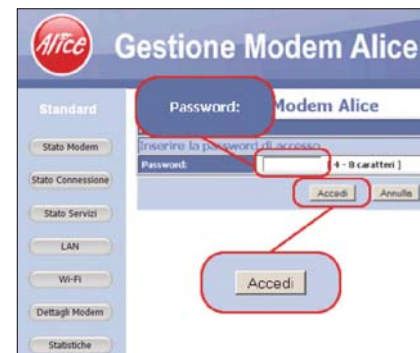 Alice
Gestione Modem Alice
Standard
Stato Modem
Stato Connessione
Stato Servizi
LAN
Wi-Fi
Dettagli Modem
Statistiche
Password:
Modem Alice
Inserire la password di accesso
Password:
[ 4 - 8 caratteri ]
Accedi
Annulla
Accedi